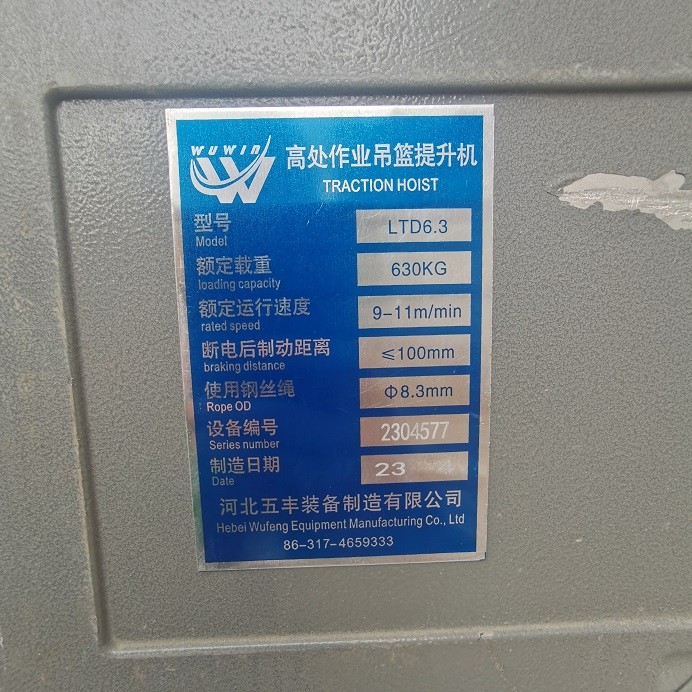 WUWIN
W
高处作业吊篮提升机
TRACTION HOIST
型号 LTD6.3
Model
额定载重 630KG
loading capacity
额定运行速度 9-11m/min
rated speed
断电后制动距离 ≤100mm
braking distance
使用钢丝绳 Φ8.3mm
Rope OD
设备编号 2304577
Series number
制造日期 23
Date
河北五丰装备制造有限公司
Hebei Wufeng Equipment Manufacturing Co., Ltd
86-317-4659333